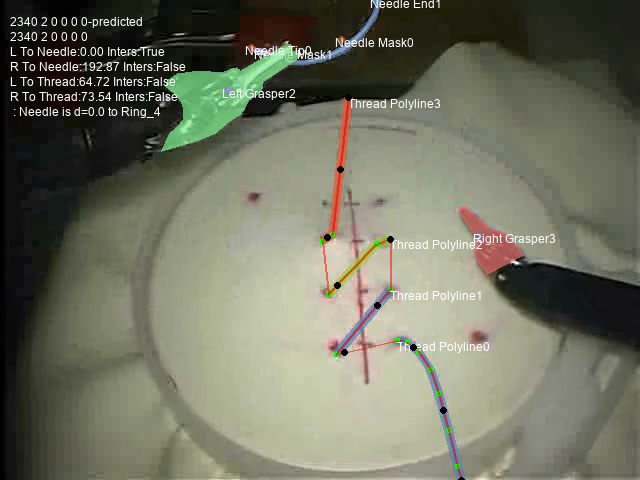 2340 2 0 0 0 0-predicted
2340 2 0 0 0 0
L To Needle:0.00 Inters:True
R To Needle:192.87 Inters:False
L To Thread:64.72 Inters:False
R To Thread:73.54 Inters:False
: Needle is d=0.0 to Ring_4
Needle End1
Needle Mask0
Needle Tip0
Needle Mask1
Left Grasper2
Thread Polyline3
Right Grasper3
Thread Polyline2
Thread Polyline1
Thread Polyline0